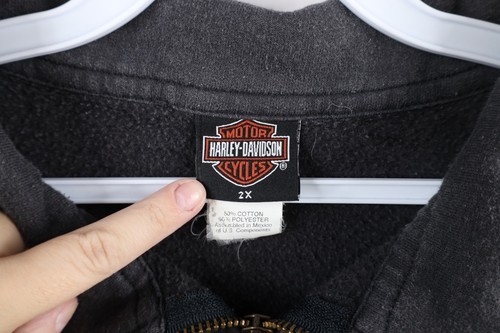 MOTOR
HARLEY-DAVIDSON
CYCLES ®
2X
50% COTTON
50% POLYESTER
Assembled in Mexico
of U.S. Components